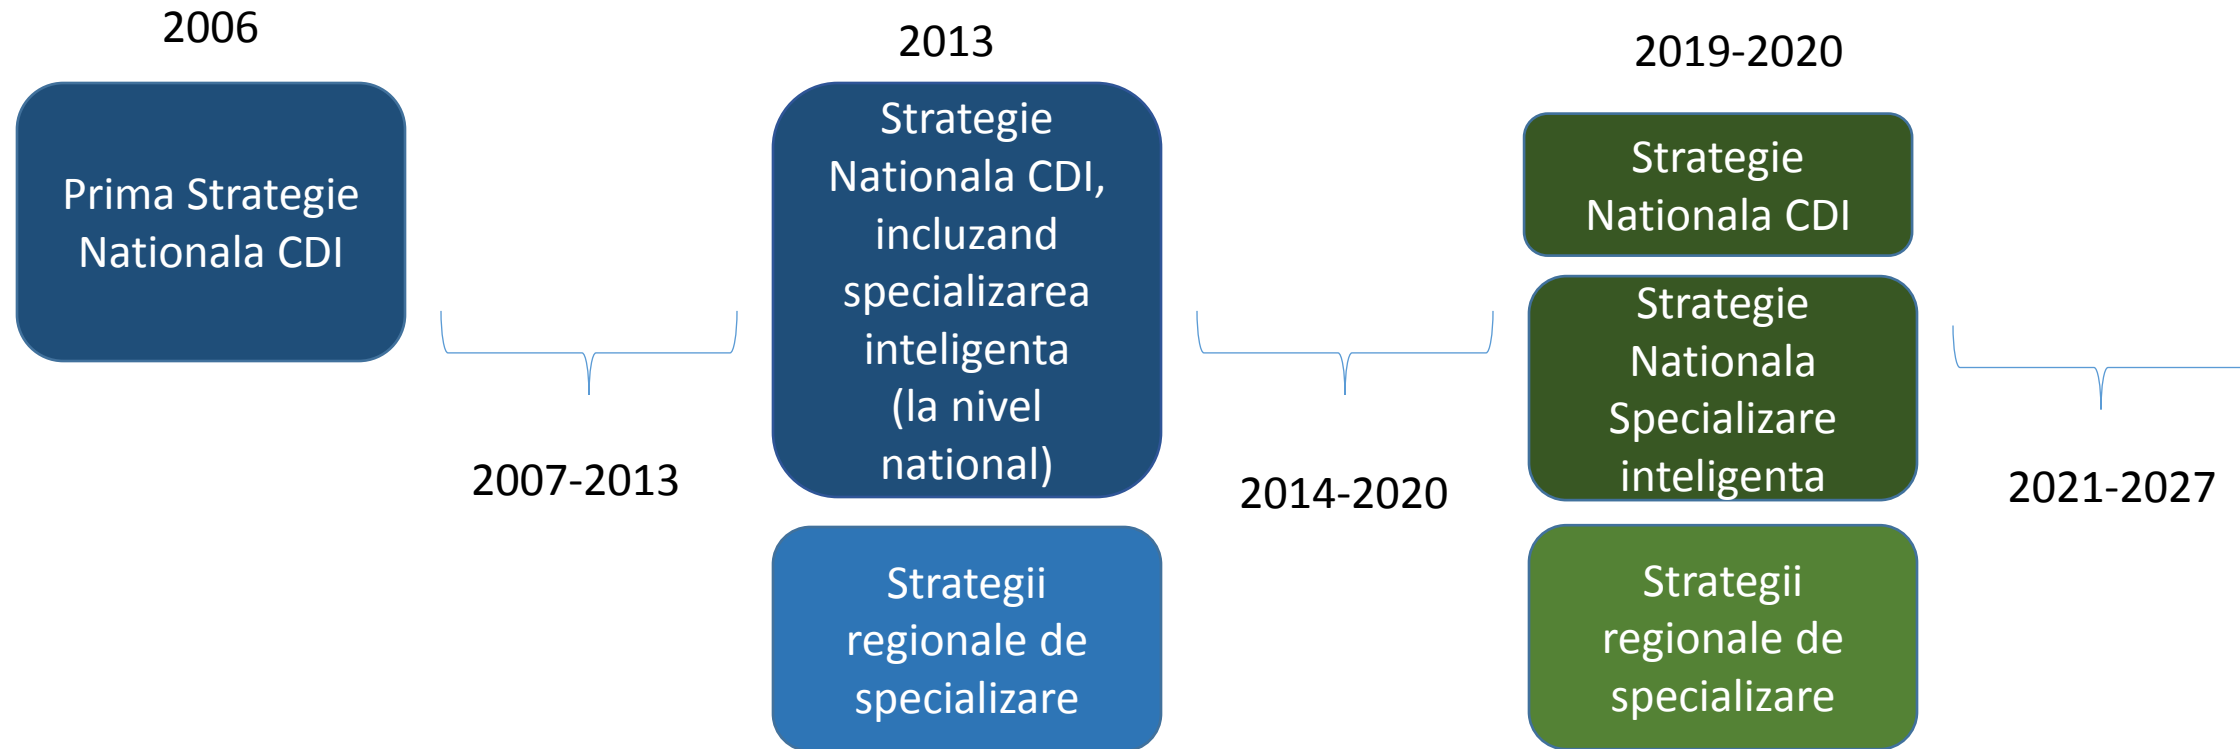 2006
Prima Strategie
Nationala CDI
2007-2013
2013
Strategie
Nationala CDI,
incluzand
specializarea
inteligenta
(la nivel
national)
Strategii
regionale de
specializare
2014-2020
2019-2020
Strategie
Nationala CDI
Strategie
Nationala
Specializare
inteligenta
Strategii
regionale de
specializare
2021-2027